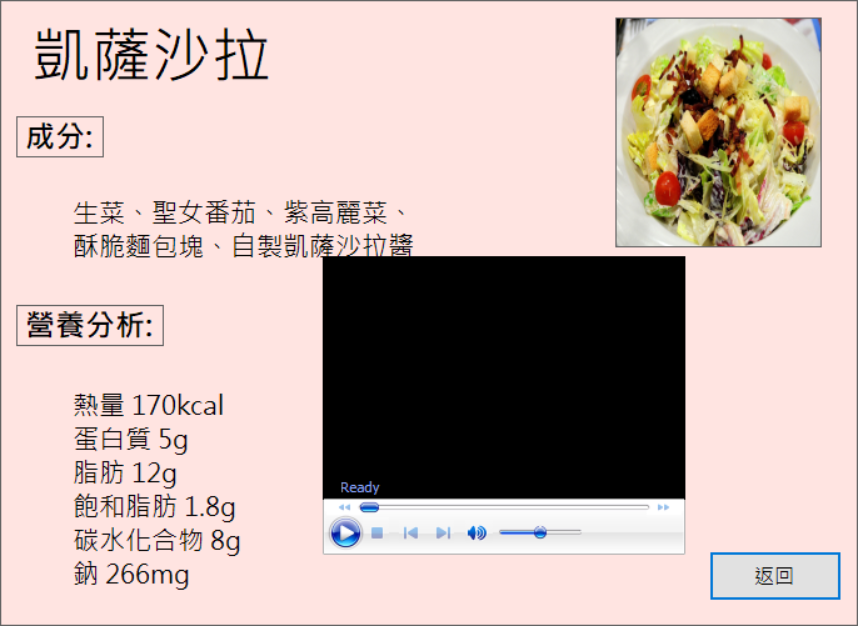 凱薩沙拉
成分:
生菜、聖女番茄、紫高麗菜、
酥脆麵包塊、自製凱薩沙拉醬
營養分析:
熱量 170kcal
蛋白質 5g
脂肪 12g
飽和脂肪 1.8g
碳水化合物 8g
鈉 266mg
Ready
返回